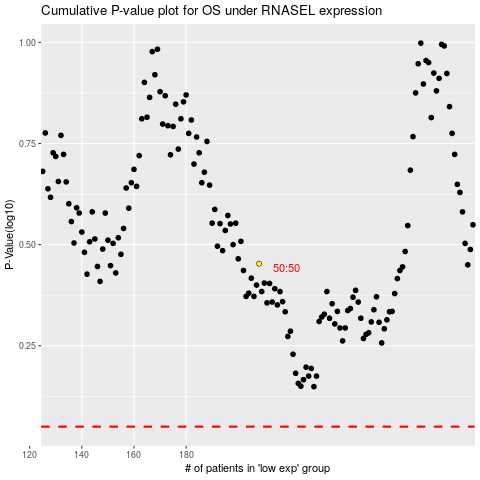 Cumulative P-value plot for OS under RNASEL expression
1.00
0.75
0.50
0.25
P-Value(log10)
50:50
120 140 160 180
# of patients in 'low exp' group